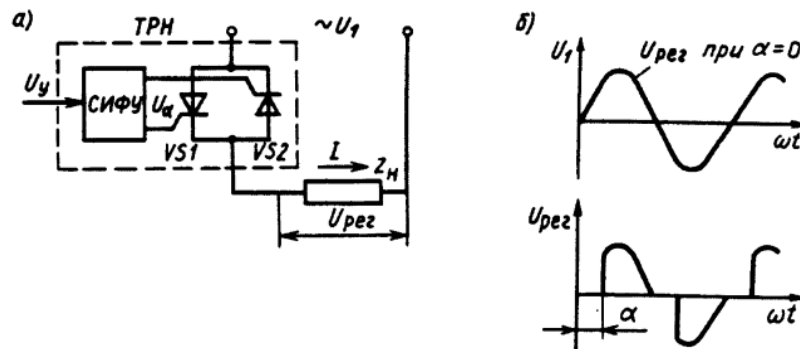 а)
ТРН
~U₁
Uу
СИФУ
Uα
VS1
VS2
I
Zн
Uрег
б)
U₁
Uрег при α=0
ωt
Uрег
α
ωt